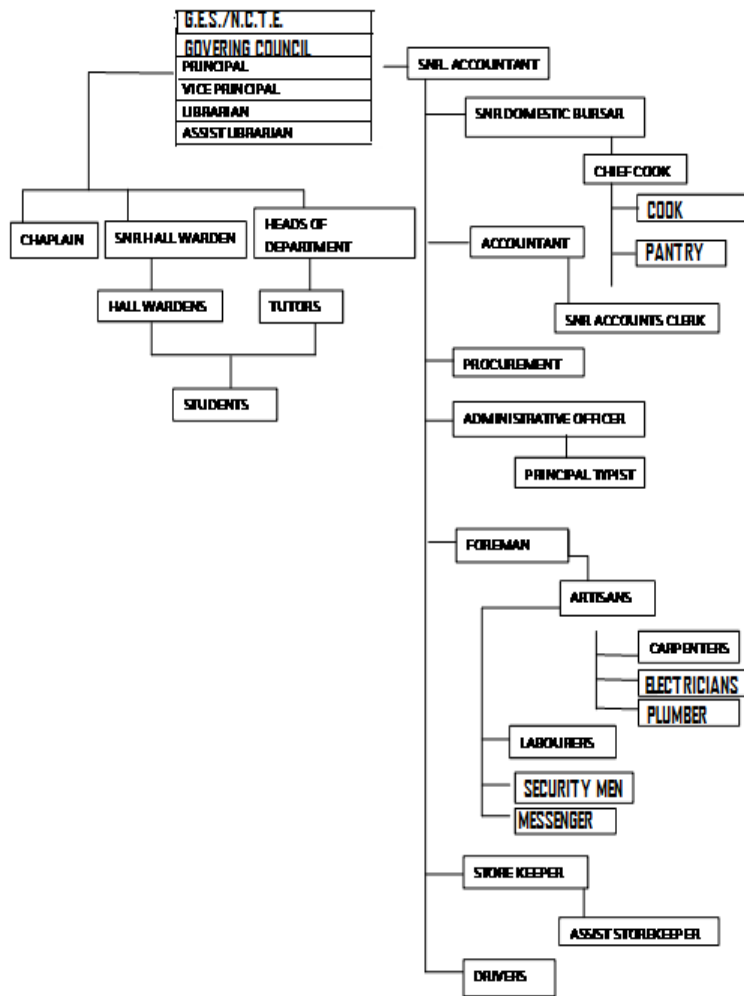 G.E.S./N.C.T.E.
GOVERING COUNCIL
PRINCIPAL
VICE PRINCIPAL
LIBRARIAN
ASSIST LIBRARIAN
SNR. ACCOUNTANT
SNR DOMESTIC BURSAR
CHIEF COOK
COOK
PANTRY
ACCOUNTANT
SNR ACCOUNTS CLERK
CHAPLAIN
SNR HALL WARDEN
HEADS OF
DEPARTMENT
HALL WARDENS
TUTORS
STUDENTS
PROCUREMENT
ADMINISTRATIVE OFFICER
PRINCIPAL TYPIST
FOREMAN
ARTISANS
CARPENTERS
ELECTRICIANS
PLUMBER
LABOURERS
SECURITY MEN
MESSENGER
STORE KEEPER
ASSIST STOREKEEPER
DRIVERS